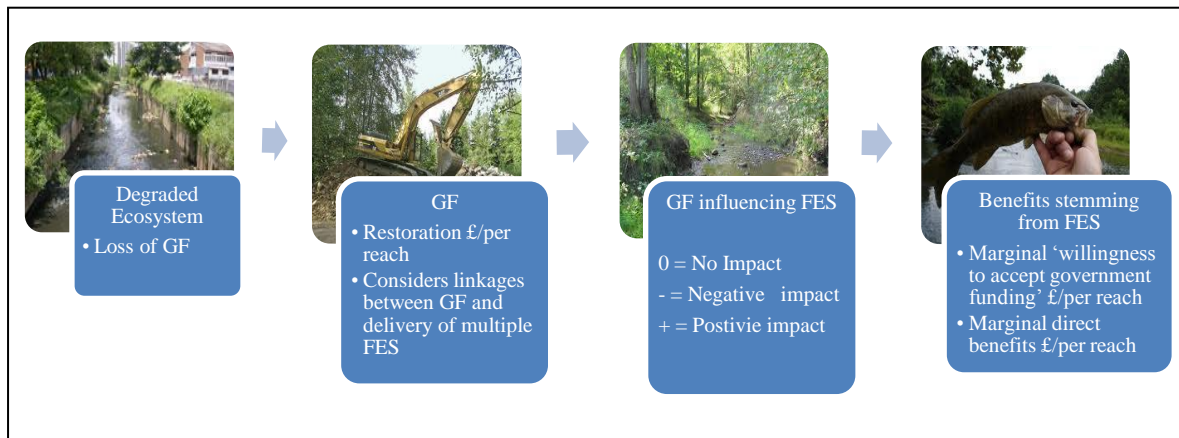 Degraded
Ecosystem
• Loss of GF
GF
• Restoration £/per
reach
• Considers linkages
between GF and
delivery of multiple
FES
GF influencing FES
0 = No Impact
- = Negative impact
+ = Postivie impact
Benefits stemming
from FES
• Marginal ‘willingness
to accept government
funding’ £/per reach
• Marginal direct
benefits £/per reach